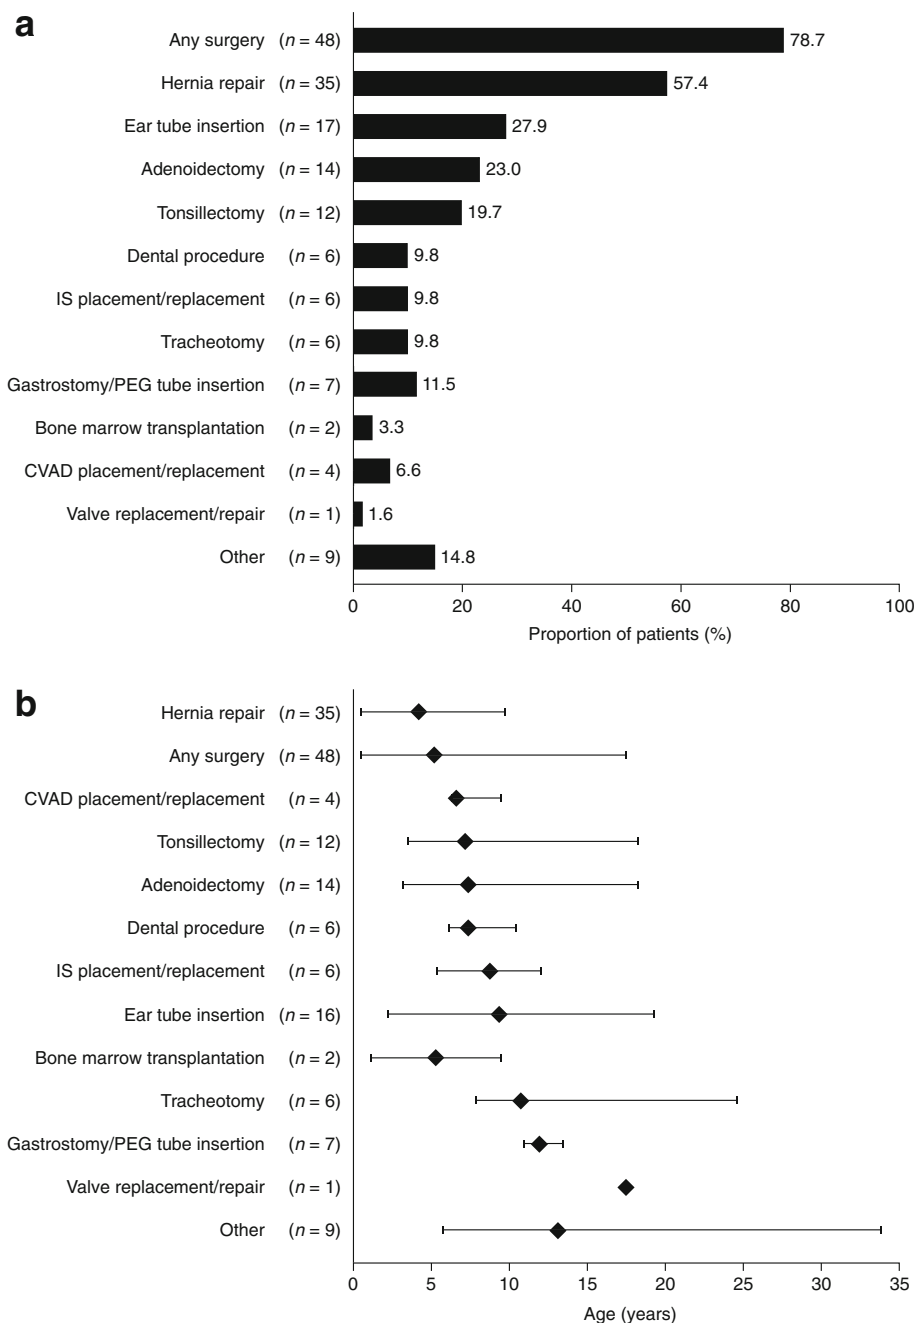 a
Any surgery (n = 48) 78.7
Hernia repair (n = 35) 57.4
Ear tube insertion (n = 17) 27.9
Adenoidectomy (n = 14) 23.0
Tonsillectomy (n = 12) 19.7
Dental procedure (n = 6) 9.8
IS placement/replacement (n = 6) 9.8
Tracheotomy (n = 6) 9.8
Gastrostomy/PEG tube insertion (n = 7) 11.5
Bone marrow transplantation (n = 2) 3.3
CVAD placement/replacement (n = 4) 6.6
Valve replacement/repair (n = 1) 1.6
Other (n = 9) 14.8
0 20 40 60 80 100
Proportion of patients (%)
b
Hernia repair (n = 35)
Any surgery (n = 48)
CVAD placement/replacement (n = 4)
Tonsillectomy (n = 12)
Adenoidectomy (n = 14)
Dental procedure (n = 6)
IS placement/replacement (n = 6)
Ear tube insertion (n = 16)
Bone marrow transplantation (n = 2)
Tracheotomy (n = 6)
Gastrostomy/PEG tube insertion (n = 7)
Valve replacement/repair (n = 1)
Other (n = 9)
0 5 10 15 20 25 30 35
Age (years)